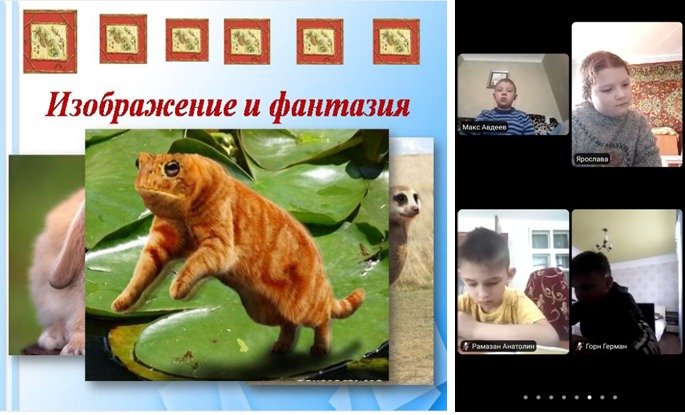 Изображение и фантазия
Макс Авдеев
Ярослава
Рамазан Анатолин
Горн Герман